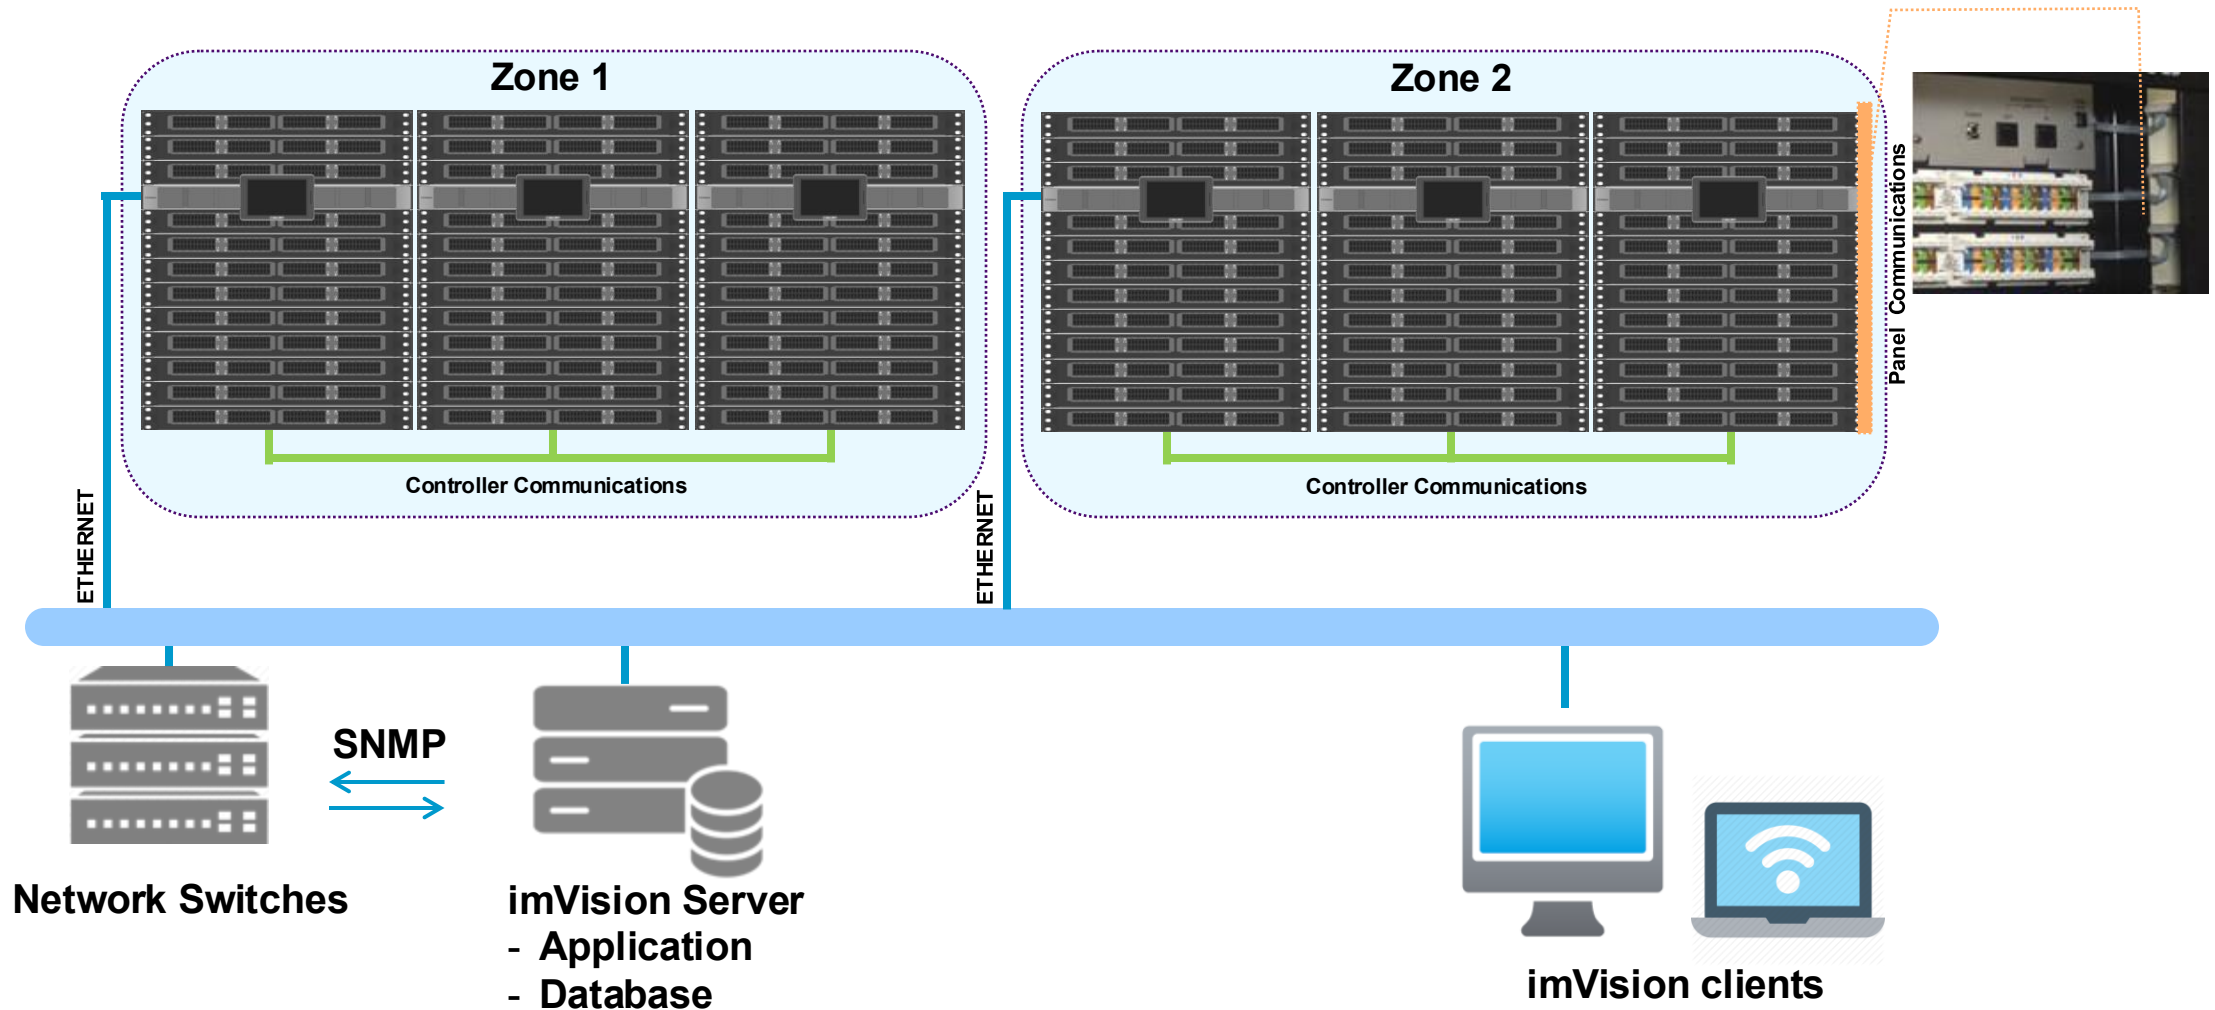 Zone 1
Zone 2
Panel Communications
Controller Communications
Controller Communications
ETHERNET
ETHERNET
SNMP
Network Switches
imVision Server
- Application
- Database
imVision clients